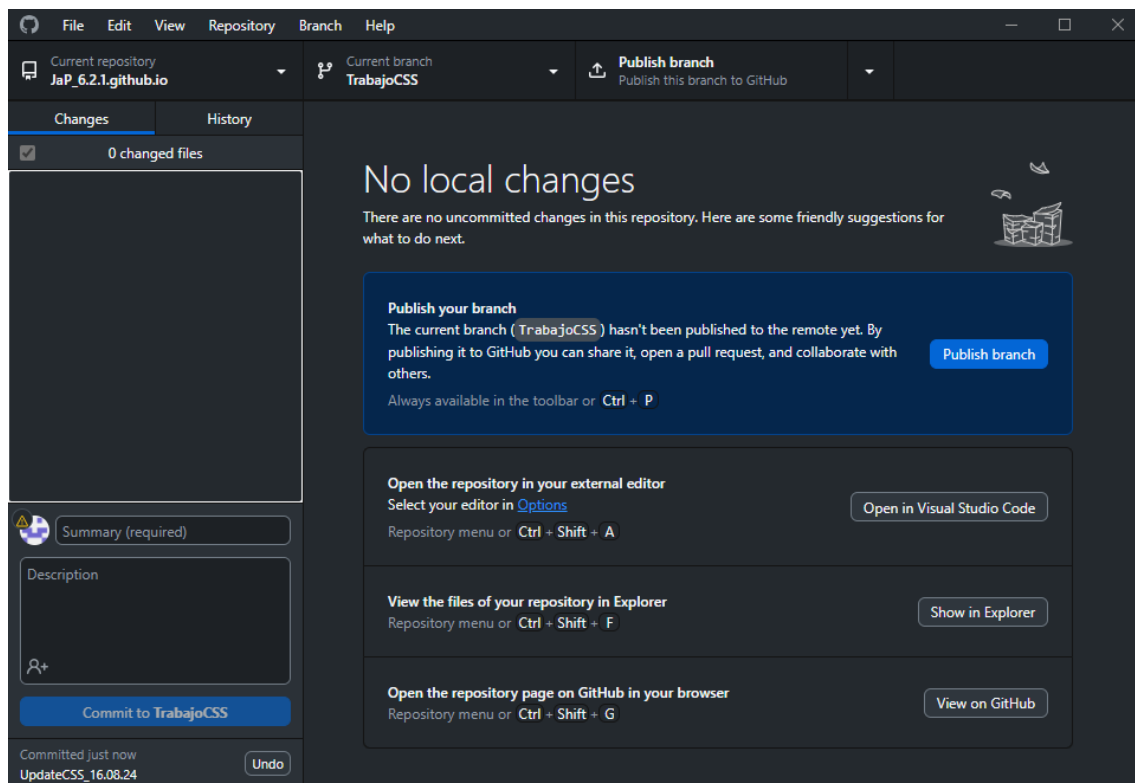 File Edit View Repository Branch Help
Current repository
JaP_6.2.1.github.io
Current branch
TrabajoCSS
Publish branch
Publish this branch to GitHub
Changes
History
0 changed files
No local changes
There are no uncommitted changes in this repository. Here are some friendly suggestions for
what to do next.
Publish your branch
The current branch (TrabajoCSS) hasn't been published to the remote yet. By
publishing it to GitHub you can share it, open a pull request, and collaborate with
others.
Always available in the toolbar or Ctrl + P
Publish branch
Open the repository in your external editor
Select your editor in Options
Repository menu or Ctrl + Shift + A
Open in Visual Studio Code
View the files of your repository in Explorer
Repository menu or Ctrl + Shift + F
Show in Explorer
Open the repository page on GitHub in your browser
Repository menu or Ctrl + Shift + G
View on GitHub
Summary (required)
Description
Commit to TrabajoCSS
Committed just now
UpdateCSS_16.08.24
Undo